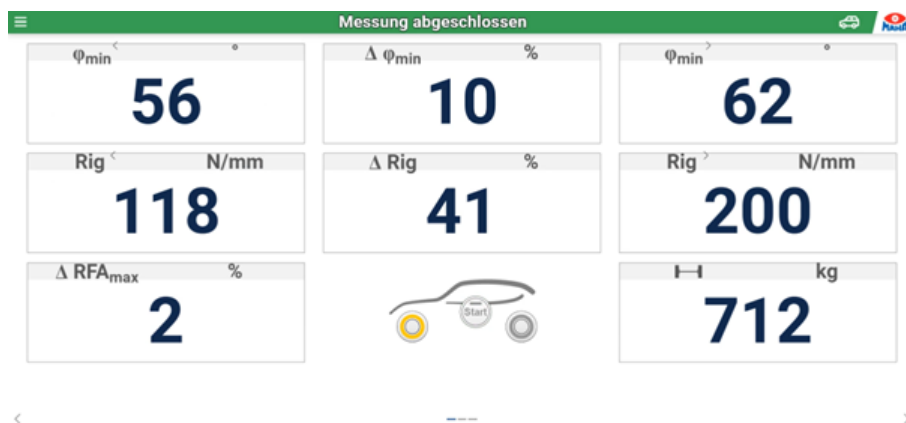 Messung abgeschlossen
MAHA
φmin< °
56
Δ φmin %
10
φmin> °
62
Rig< N/mm
118
Δ Rig %
41
Rig> N/mm
200
Δ RFAmax %
2
Start
kg
712